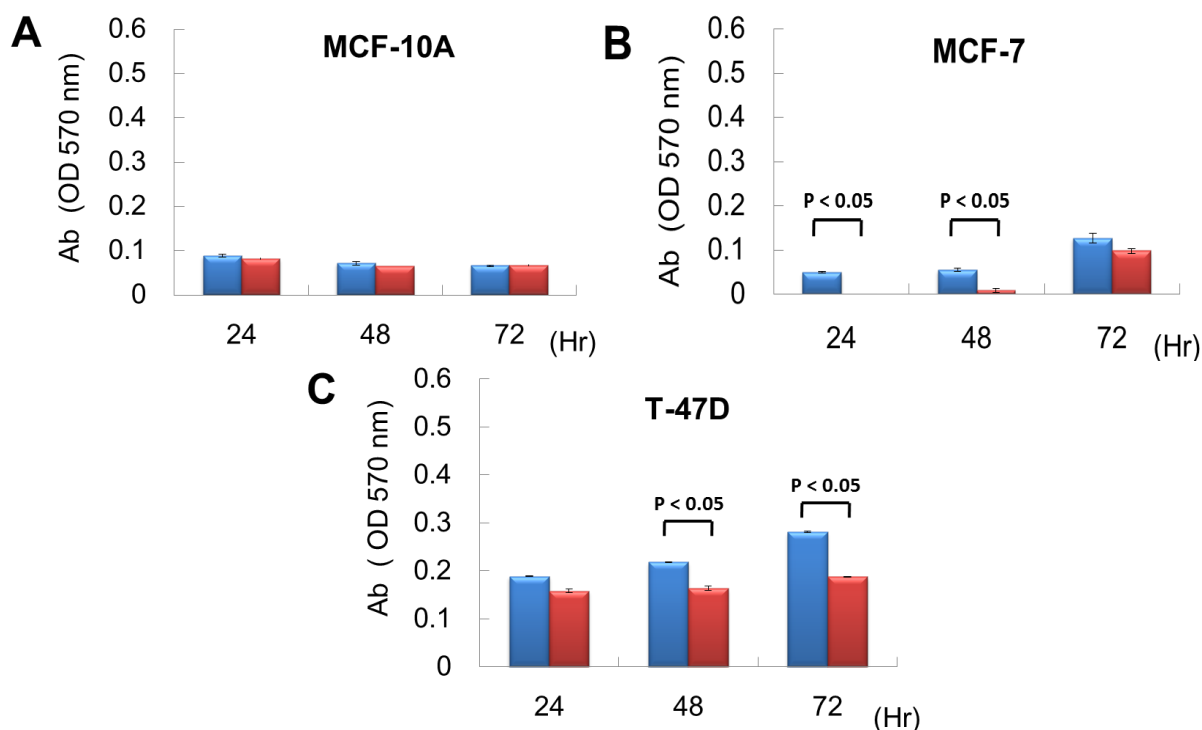 A
MCF-10A
Ab (OD 570 nm)
0.6
0.5
0.4
0.3
0.2
0.1
0
24 48 72 (Hr)
B
MCF-7
Ab (OD 570 nm)
0.6
0.5
0.4
0.3
0.2
0.1
0
P < 0.05 P < 0.05
24 48 72 (Hr)
C
T-47D
Ab ( OD 570 nm)
0.6
0.5
0.4
0.3
0.2
0.1
0
P < 0.05 P < 0.05
24 48 72 (Hr)